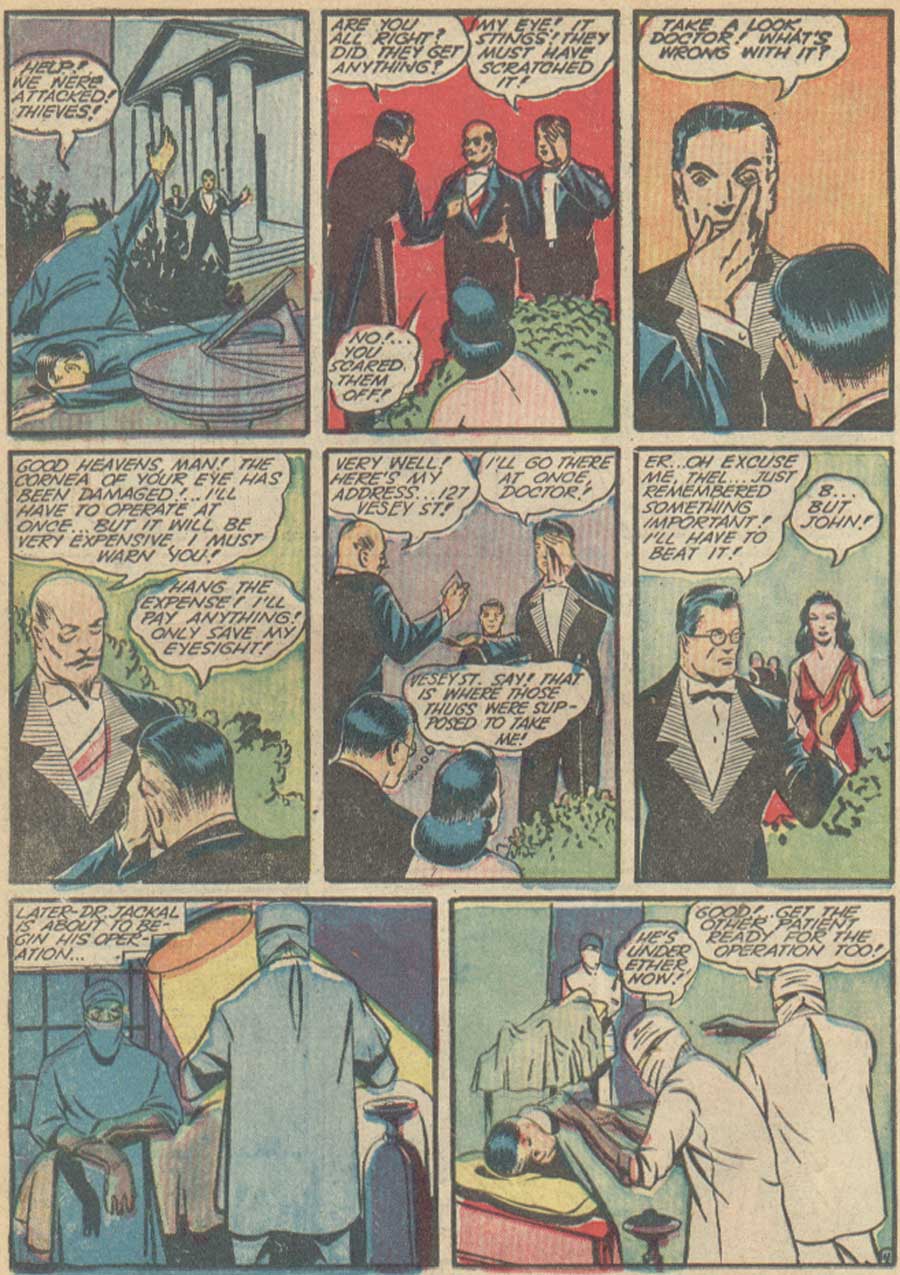 HELP!
WE WERE
ATTACKED!
THIEVES!
ARE YOU
ALL RIGHT?
DID THEY GET
ANYTHING?
MY EYE! IT
STINGS! THEY
MUST HAVE
SCRATCHED
IT!
NO!...
YOU
SCARED
THEM
OFF!
TAKE A LOOK,
DOCTOR! WHAT'S
WRONG WITH IT?
GOOD HEAVENS, MAN! THE
CORNEA OF YOUR EYE HAS
BEEN DAMAGED!... I'LL
HAVE TO OPERATE AT
ONCE... BUT IT WILL BE
VERY EXPENSIVE, I MUST
WARN YOU!
HANG THE
EXPENSE! I'LL
PAY ANYTHING!
ONLY SAVE MY
EYESIGHT!
VERY WELL!
HERE'S MY
ADDRESS... 127
VESEY ST.!
I'LL GO THERE
AT ONCE,
DOCTOR!
VESEY ST. SAY! THAT
IS WHERE THOSE
THUGS WERE SUP-
POSED TO TAKE
ME!
ER...OH EXCUSE
ME, THEL...JUST
REMEMBERED
SOMETHING
IMPORTANT!
I'LL HAVE TO
BEAT IT!
B...
BUT
JOHN!
LATER-DR. JACKAL
IS ABOUT TO BE-
GIN HIS OPER-
ATION...
HE'S
UNDER
ETHER,
NOW!
GOOD!..GET THE
OTHER PATIENT
READY FOR THE
OPERATION TOO!
4